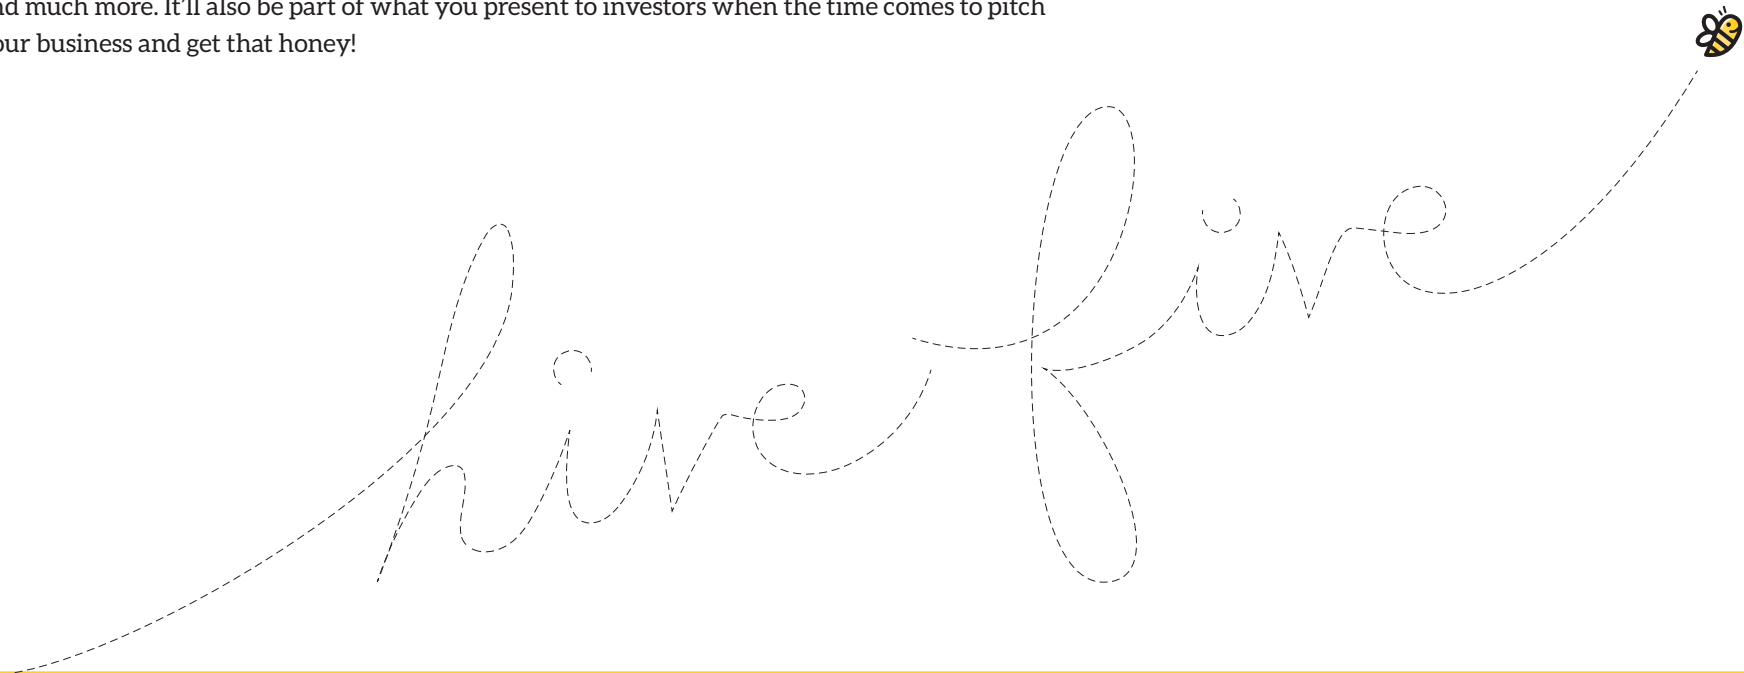 nd much more. It'll also be part of what you present to investors when the time comes to pitch
our business and get that honey!
hive five